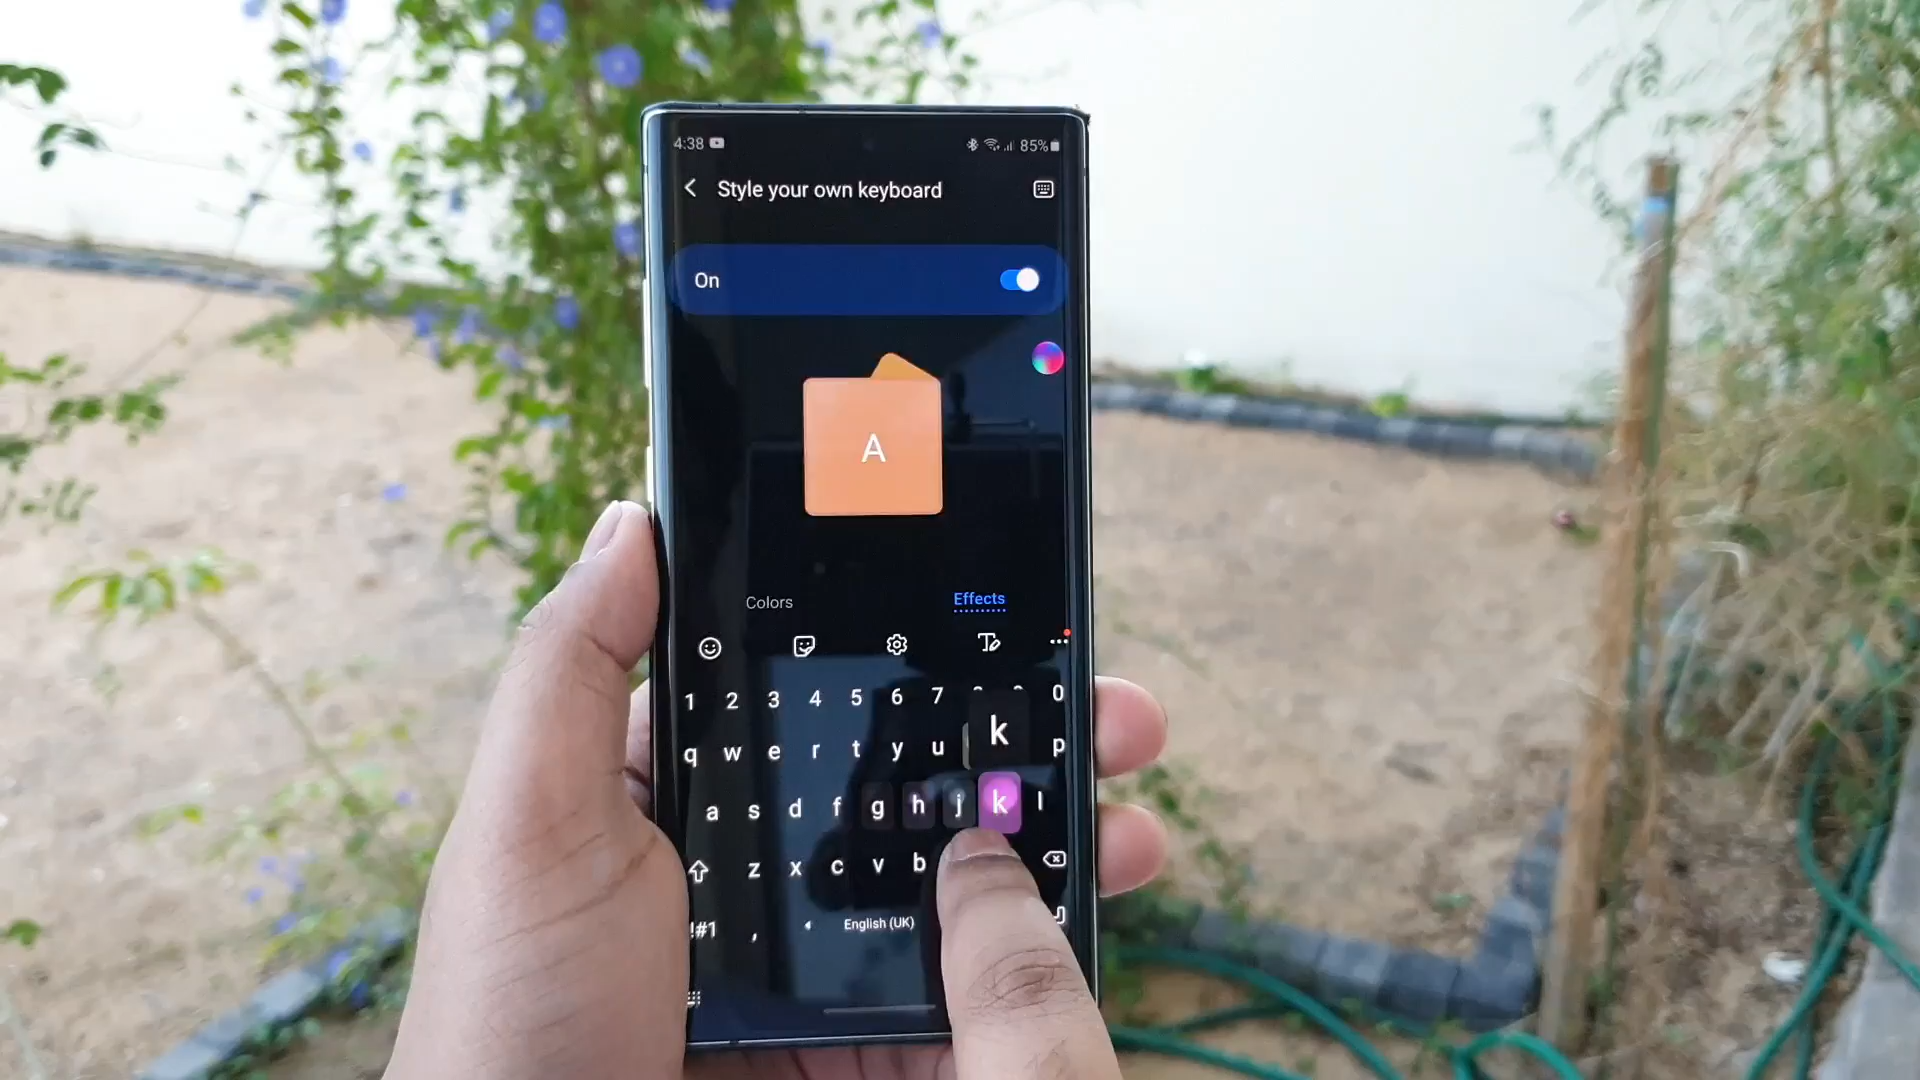 4:38 85%
Style your own keyboard
On
A
Colors Effects
1 2 3 4 5 6 7 0
k
q w e r t y u p
a s d f g h j k l
z x c v b
!#1 , English (UK)